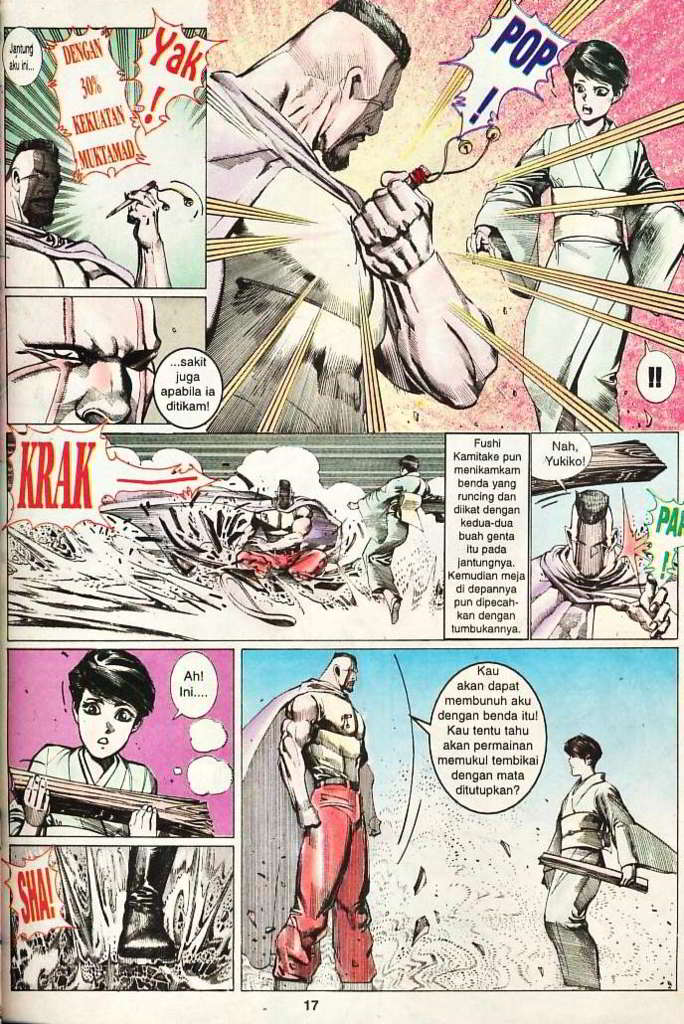 Jantung
aku ini...
DENGAN
30%
KEKUATAN
MUKTAMAD
Yak
!
POP
!
...sakit
juga
apabila ia
ditikam!
!!
KRAK
Fushi
Kamitake pun
menikamkam
benda yang
runcing dan
diikat dengan
kedua-dua
buah genta
itu pada
jantungnya.
Kemudian meja
di depannya
pun dipecah-
kan dengan
tumbukannya.
Nah,
Yukiko!
PAP
!
Ah!
Ini....
SHA!
Kau
akan dapat
membunuh aku
dengan benda itu!
Kau tentu tahu
akan permainan
memukul tembikai
dengan mata
ditutupkan?
17